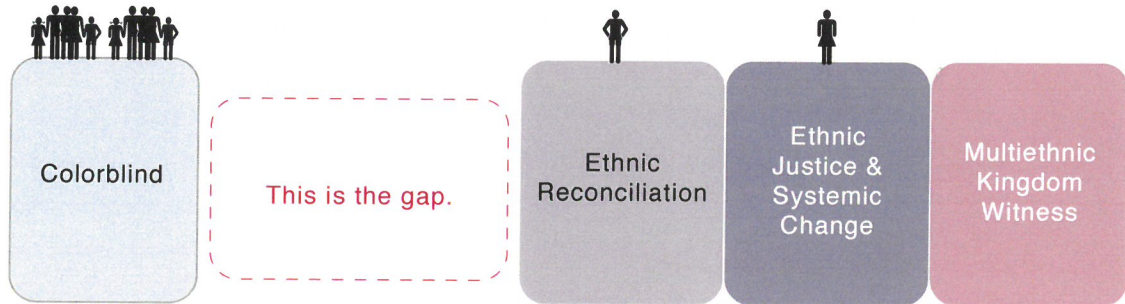 Colorblind
This is the gap.
Ethnic
Reconciliation
Ethnic
Justice &
Systemic
Change
Multiethnic
Kingdom
Witness